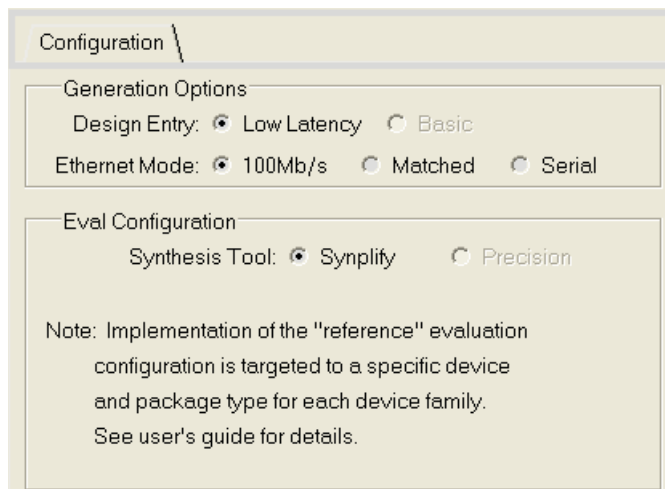 Configuration
Generation Options
Design Entry: Low Latency Basic
Ethernet Mode: 100Mb/s Matched Serial
Eval Configuration
Synthesis Tool: Synplify Precision
Note: Implementation of the "reference" evaluation
configuration is targeted to a specific device
and package type for each device family.
See user's guide for details.